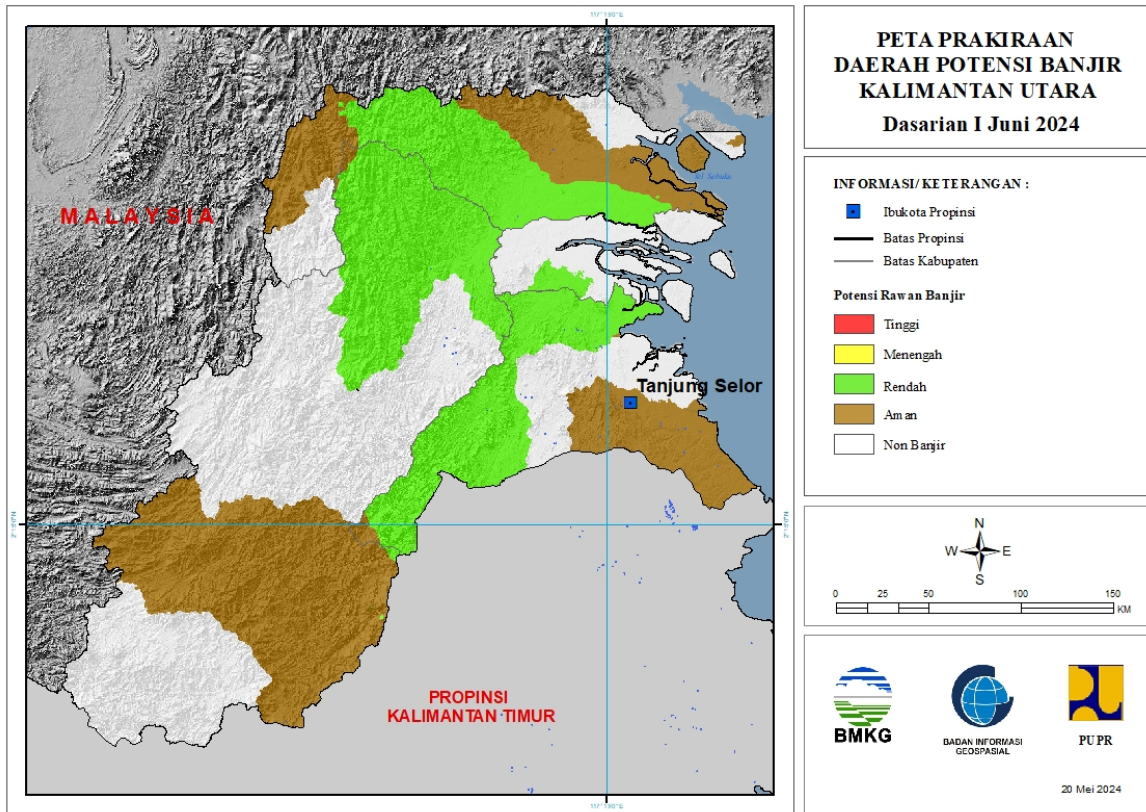 PETA PRAKIRAAN
DAERAH POTENSI BANJIR
KALIMANTAN UTARA
Dasarian I Juni 2024
INFORMASI/ KETERANGAN :
Ibukota Propinsi
Batas Propinsi
Batas Kabupaten
Potensi Rawan Banjir
Tinggi
Menengah
Rendah
Aman
Non Banjir
N
W E
S
0 25 50 100 150
KM
BMKG
BADAN INFORMASI
GEOSPASIAL
PUPR
20 Mei 2024
MALAYSIA
Tanjung Selor
PROPINSI
KALIMANTAN TIMUR